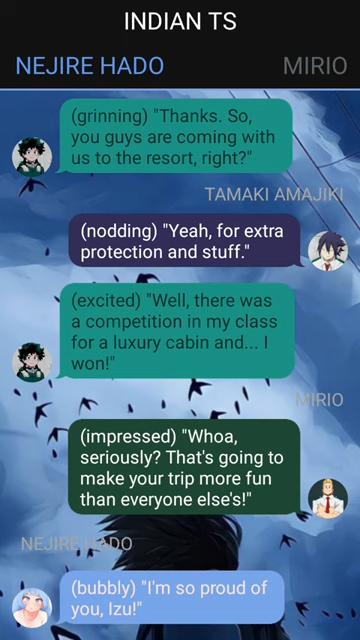 INDIAN TS
NEJIRE HADO
MIRIO
(grinning) "Thanks. So,
you guys are coming with
us to the resort, right?"
TAMAKI AMAJIKI
(nodding) "Yeah, for extra
protection and stuff."
(excited) "Well, there was
a competition in my class
for a luxury cabin and... I
won!"
MIRIO
(impressed) "Whoa,
seriously? That's going to
make your trip more fun
than everyone else's!"
NEJIRE HADO
(bubbly) "I'm so proud of
you, Izu!"